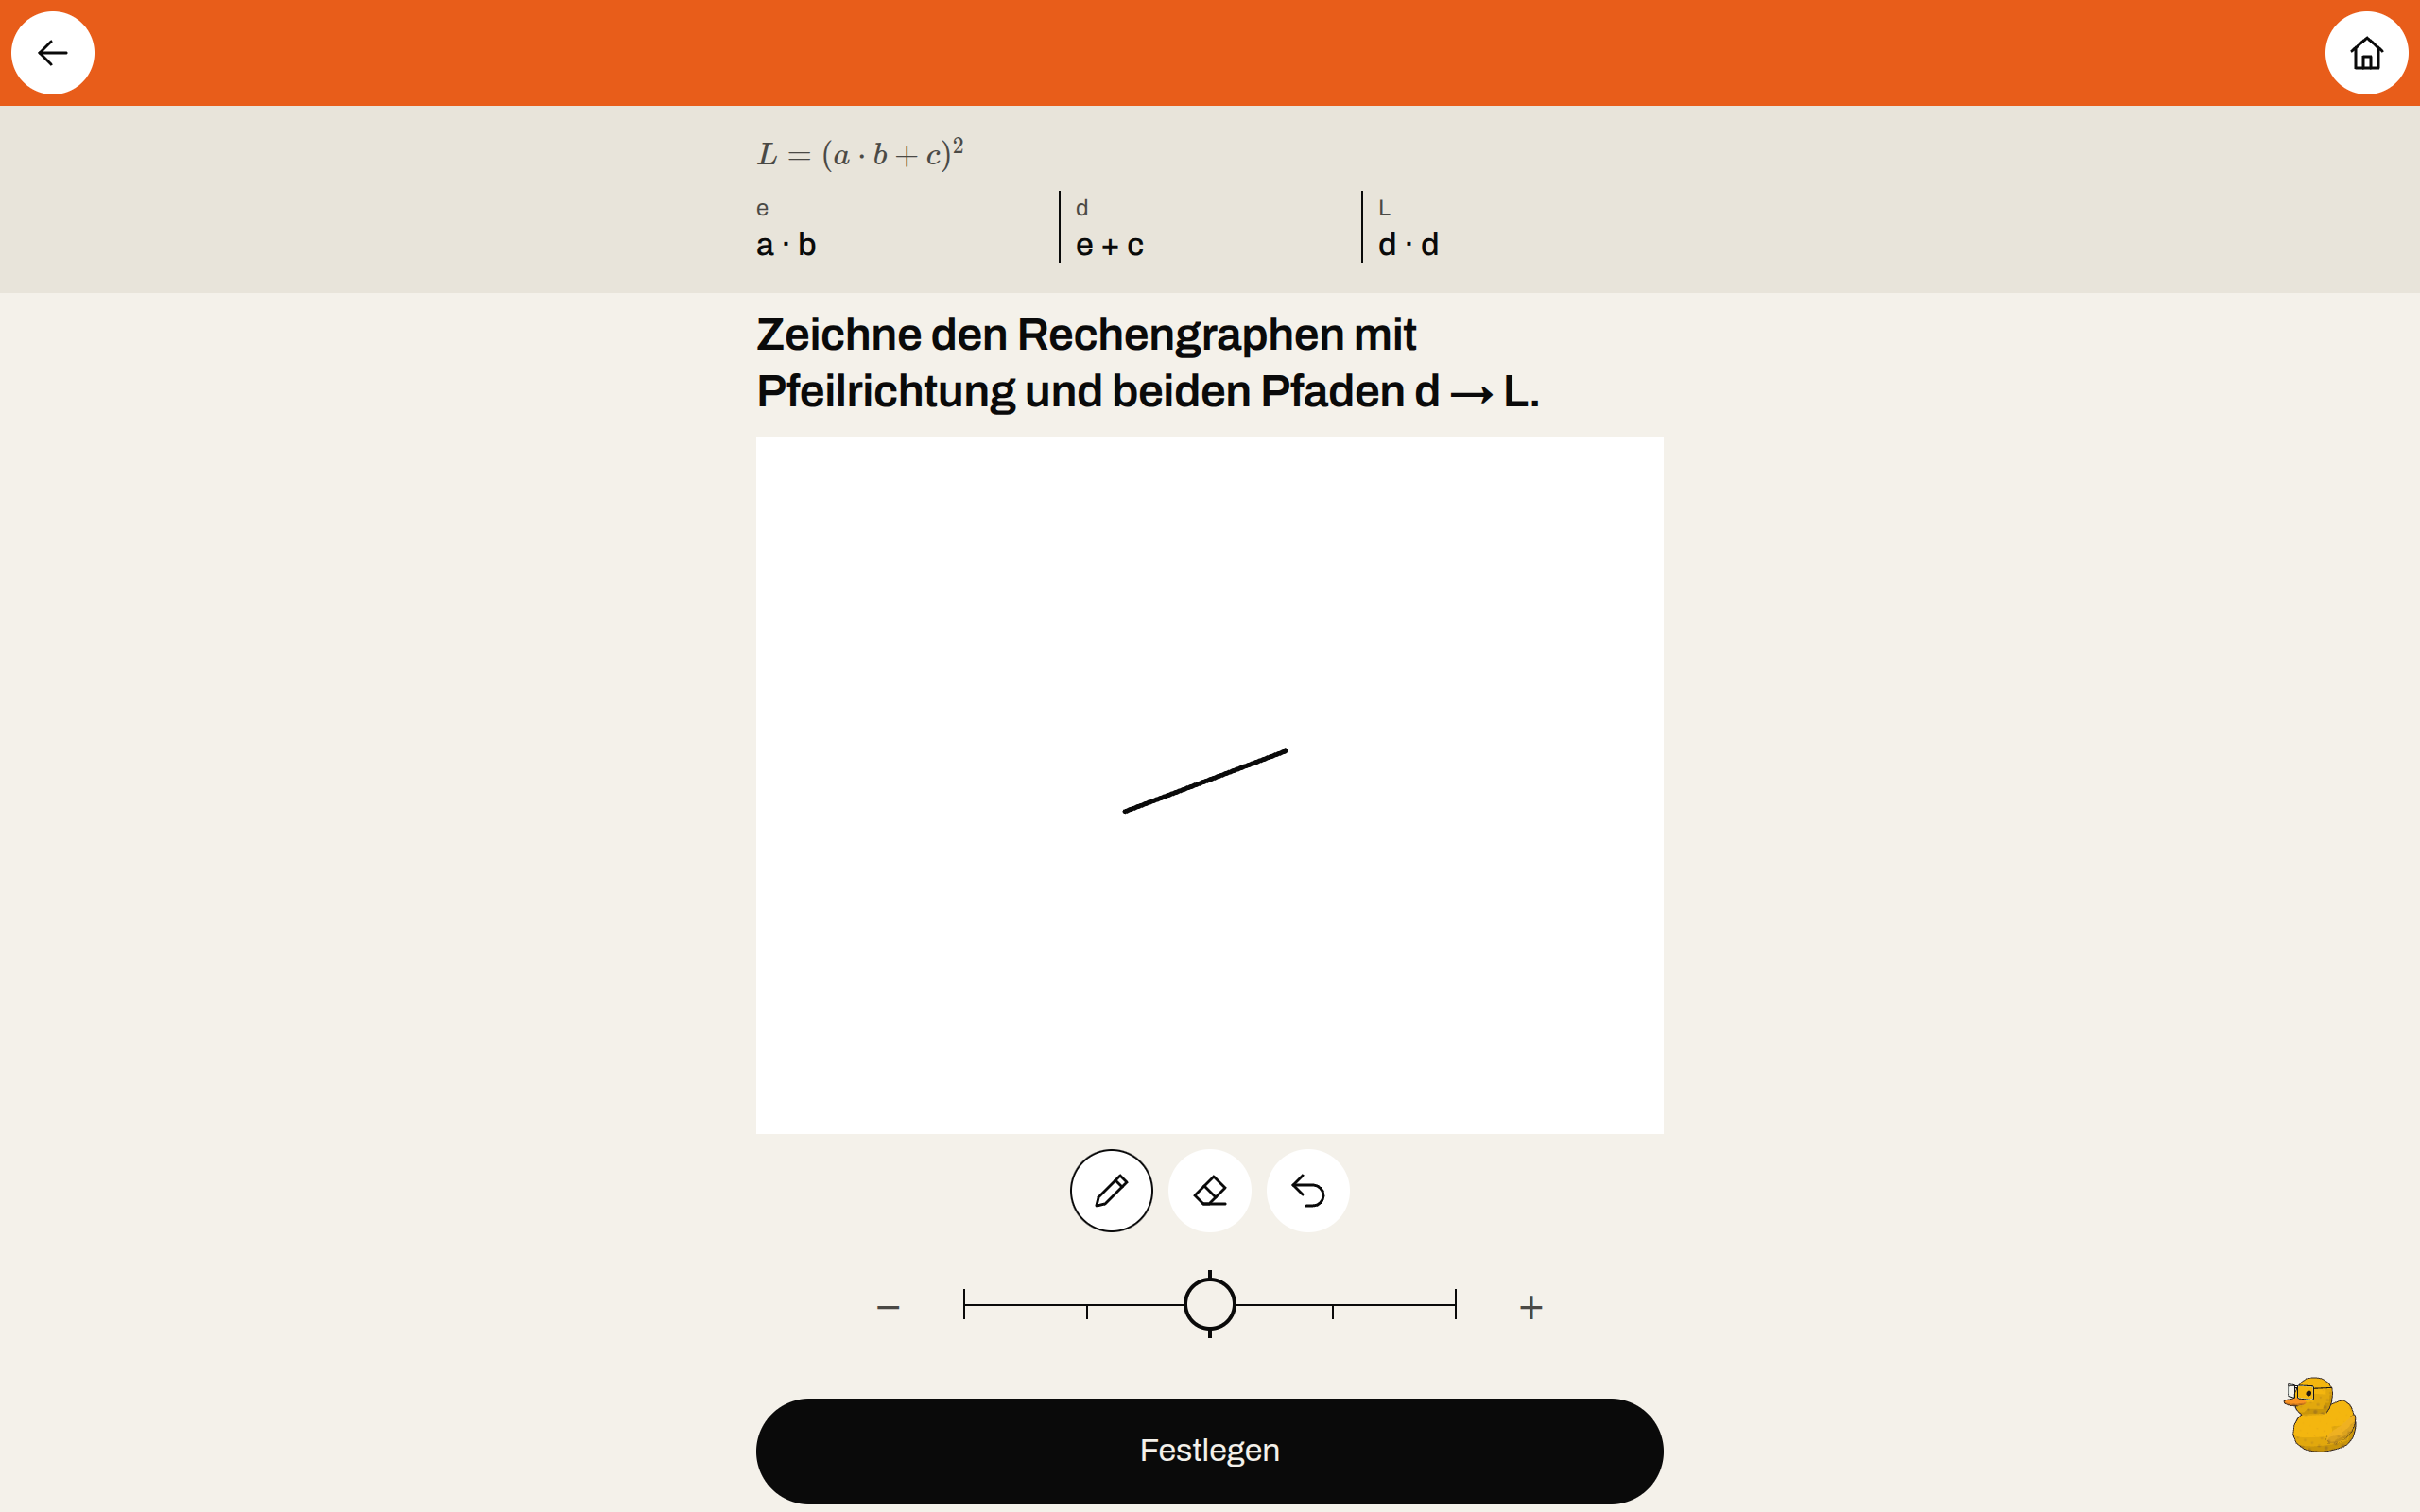 L = (a · b + c)²
e
a · b
d
e + c
L
d · d
Zeichne den Rechengraphen mit
Pfeilrichtung und beiden Pfaden d → L.
− +
Festlegen